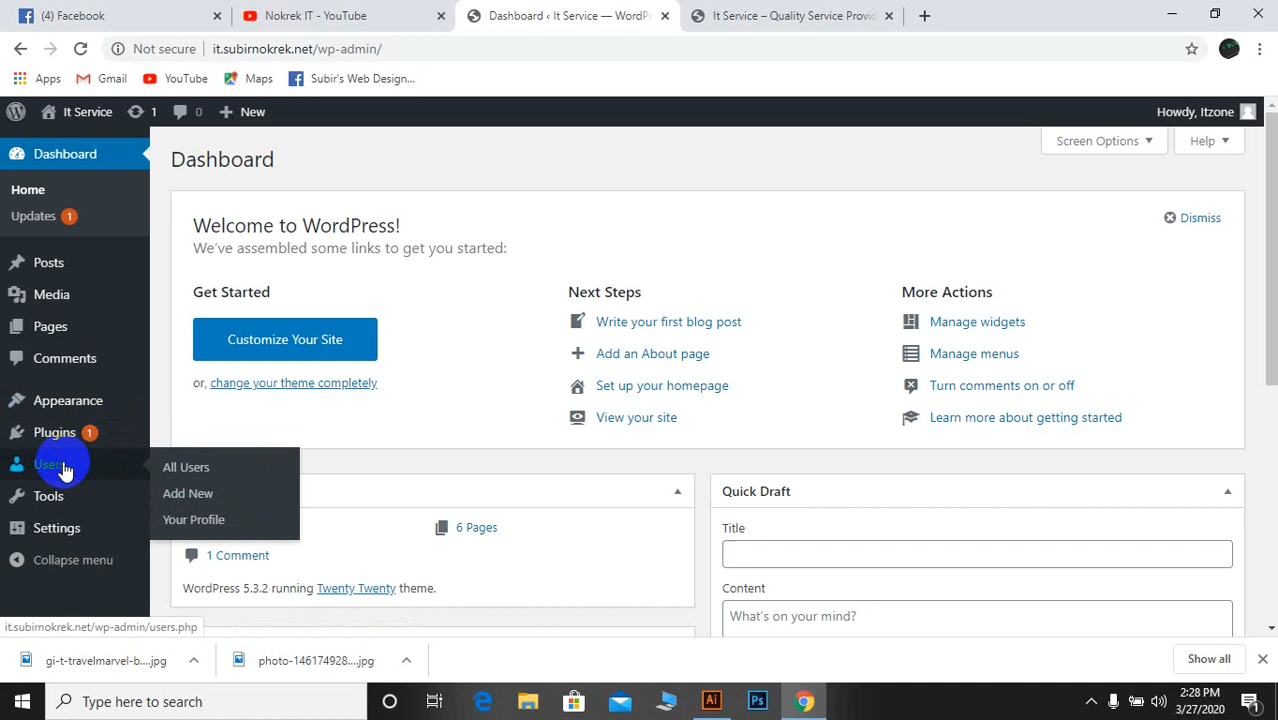 (4) Facebook
Nokrek IT - YouTube
Dashboard ‹ It Service — WordPr
It Service – Quality Service Provid
Not secure
it.subirnokrek.net/wp-admin/
Apps
Gmail
YouTube
Maps
Subir's Web Design...
It Service
1
0
New
Howdy, Itzone
Dashboard
Home
Updates 1
Posts
Media
Pages
Comments
Appearance
Plugins 1
Users
Tools
Settings
Collapse menu
All Users
Add New
Your Profile
Dashboard
Screen Options
Help
Welcome to WordPress!
We've assembled some links to get you started:
Dismiss
Get Started
Customize Your Site
or, change your theme completely
Next Steps
Write your first blog post
Add an About page
Set up your homepage
View your site
More Actions
Manage widgets
Manage menus
Turn comments on or off
Learn more about getting started
6 Pages
1 Comment
WordPress 5.3.2 running Twenty Twenty theme.
Quick Draft
Title
Content
What's on your mind?
it.subirnokrek.net/wp-admin/users.php
gi-t-travelmarvel-b....jpg
photo-146174928....jpg
Show all
Type here to search
Ai
Ps
2:28 PM
3/27/2020
1